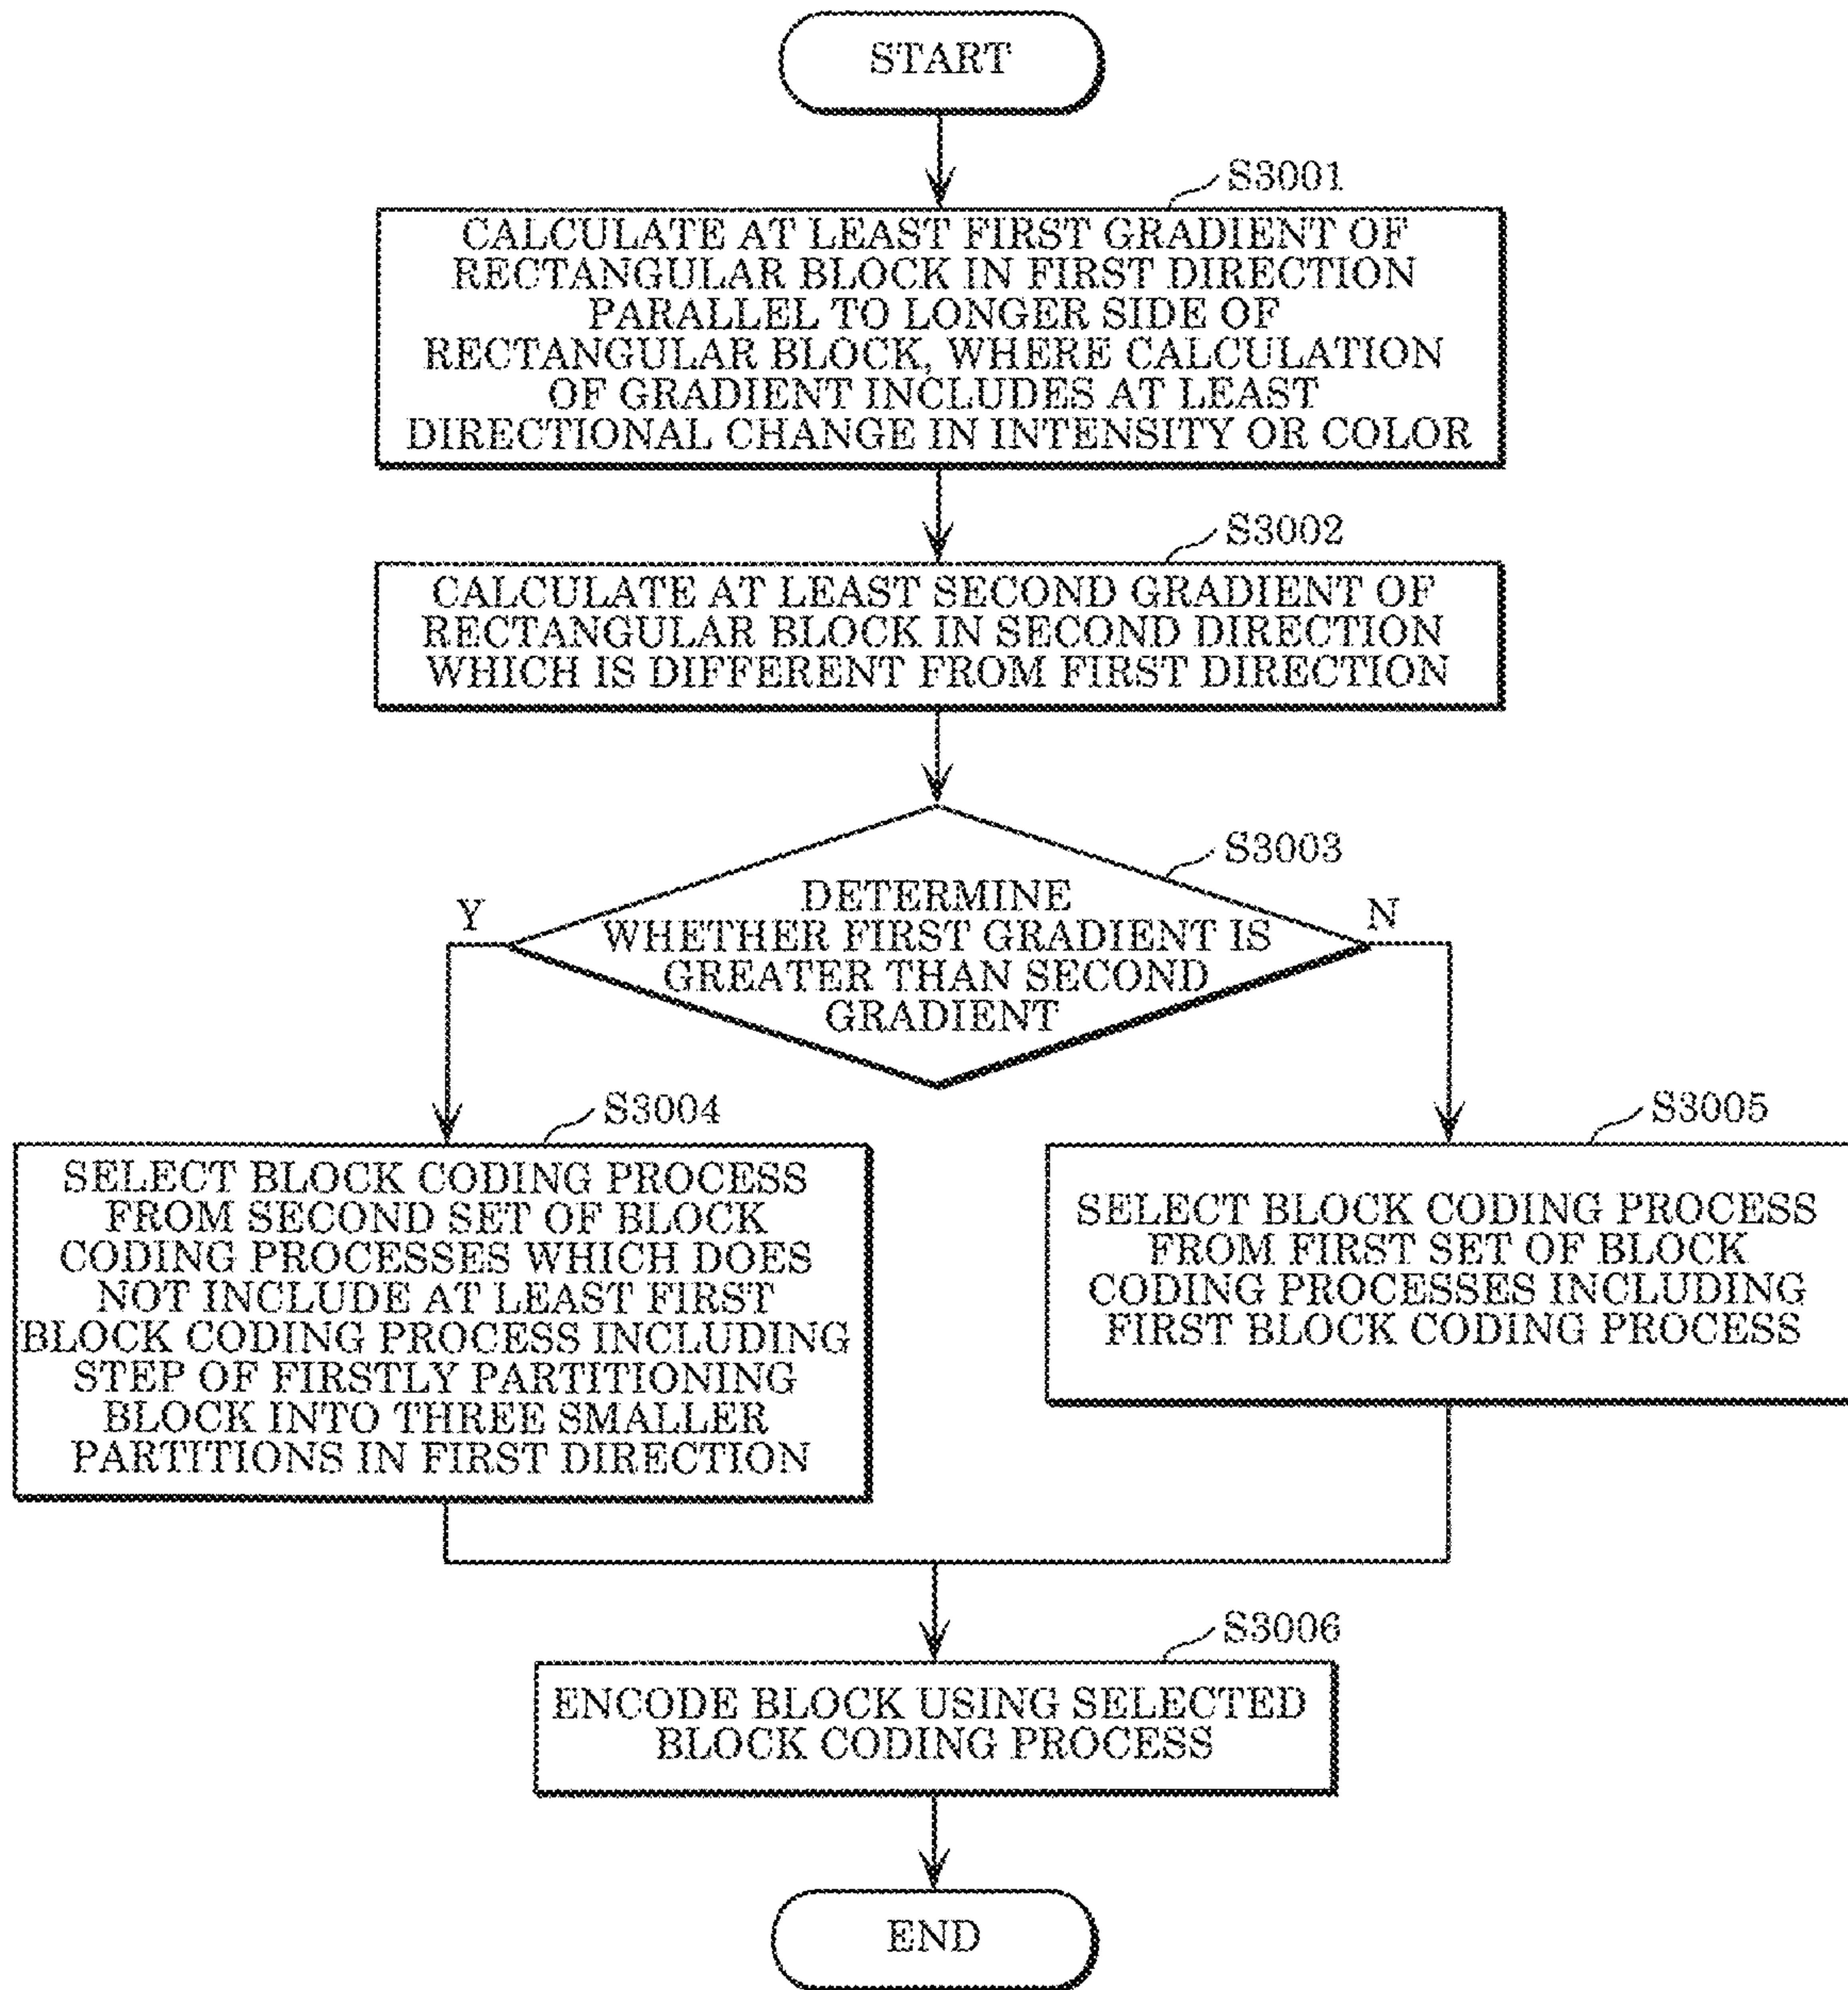 START
S3001
CALCULATE AT LEAST FIRST GRADIENT OF
RECTANGULAR BLOCK IN FIRST DIRECTION
PARALLEL TO LONGER SIDE OF
RECTANGULAR BLOCK, WHERE CALCULATION
OF GRADIENT INCLUDES AT LEAST
DIRECTIONAL CHANGE IN INTENSITY OR COLOR
S3002
CALCULATE AT LEAST SECOND GRADIENT OF
RECTANGULAR BLOCK IN SECOND DIRECTION
WHICH IS DIFFERENT FROM FIRST DIRECTION
S3003
DETERMINE
WHETHER FIRST GRADIENT IS
GREATER THAN SECOND
GRADIENT
Y
N
S3004
SELECT BLOCK CODING PROCESS
FROM SECOND SET OF BLOCK
CODING PROCESSES WHICH DOES
NOT INCLUDE AT LEAST FIRST
BLOCK CODING PROCESS INCLUDING
STEP OF FIRSTLY PARTITIONING
BLOCK INTO THREE SMALLER
PARTITIONS IN FIRST DIRECTION
S3005
SELECT BLOCK CODING PROCESS
FROM FIRST SET OF BLOCK
CODING PROCESSES INCLUDING
FIRST BLOCK CODING PROCESS
S3006
ENCODE BLOCK USING SELECTED
BLOCK CODING PROCESS
END